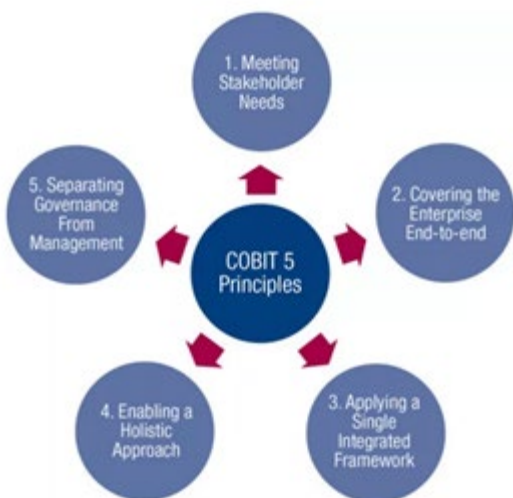 1. Meeting
Stakeholder
Needs
5. Separating
Governance
From
Management
2. Covering the
Enterprise
End-to-end
COBIT 5
Principles
4. Enabling a
Holistic
Approach
3. Applying a
Single
Integrated
Framework